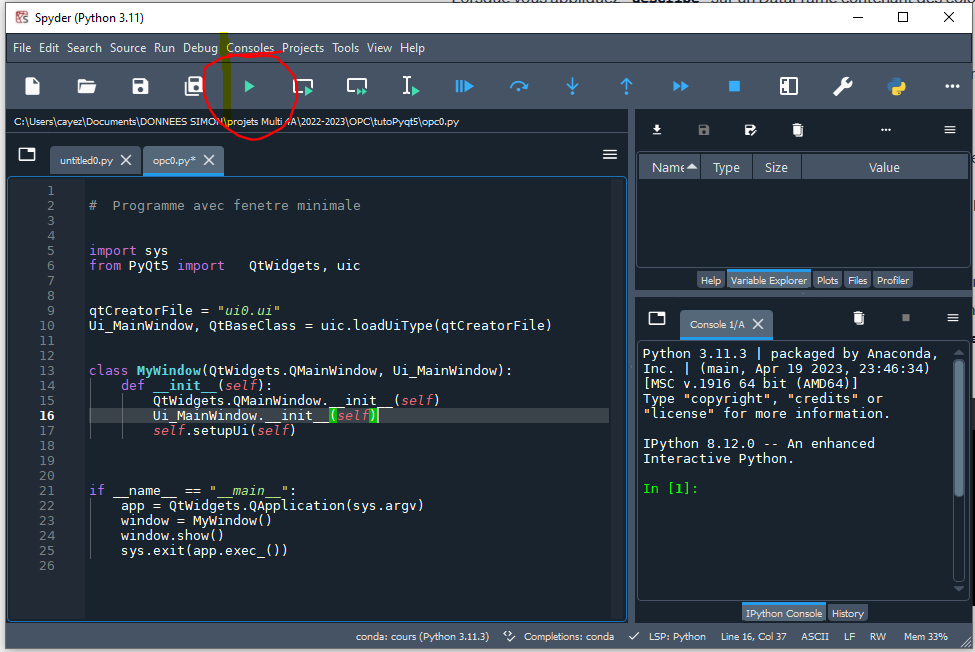 Spyder (Python 3.11)
File Edit Search Source Run Debug Consoles Projects Tools View Help
C:\Users\cayez\Documents\DONNEES SIMON\projets Multi 4A\2022-2023\OPC\tutoPyqt5\opc0.py
untitled0.py
opc0.py*
1
2 #  Programme avec fenetre minimale
3
4
5 import sys
6 from PyQt5 import   QtWidgets, uic
7
8
9 qtCreatorFile = "ui0.ui"
10 Ui_MainWindow, QtBaseClass = uic.loadUiType(qtCreatorFile)
11
12
13 class MyWindow(QtWidgets.QMainWindow, Ui_MainWindow):
14     def __init__(self):
15         QtWidgets.QMainWindow.__init__(self)
16         Ui_MainWindow.__init__(self)
17         self.setupUi(self)
18
19
20
21 if __name__ == "__main__":
22     app = QtWidgets.QApplication(sys.argv)
23     window = MyWindow()
24     window.show()
25     sys.exit(app.exec_())
26
Name Type Size Value
Help Variable Explorer Plots Files Profiler
Console 1/A
Python 3.11.3 | packaged by Anaconda,
Inc. | (main, Apr 19 2023, 23:46:34)
[MSC v.1916 64 bit (AMD64)]
Type "copyright", "credits" or
"license" for more information.
IPython 8.12.0 -- An enhanced
Interactive Python.
In [1]:
IPython Console History
conda: cours (Python 3.11.3) Completions: conda LSP: Python Line 16, Col 37 ASCII LF RW Mem 33%